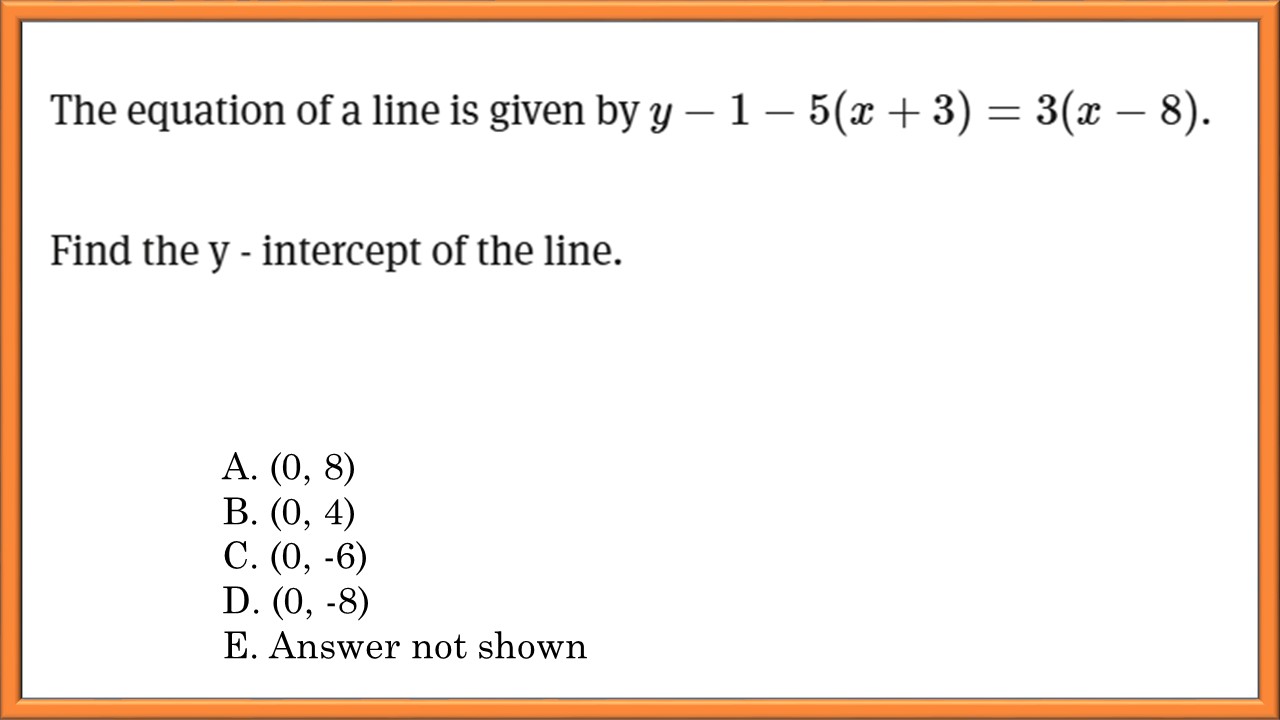 The equation of a line is given by y − 1 − 5(x + 3) = 3(x − 8).
Find the y - intercept of the line.
A. (0, 8)
B. (0, 4)
C. (0, -6)
D. (0, -8)
E. Answer not shown